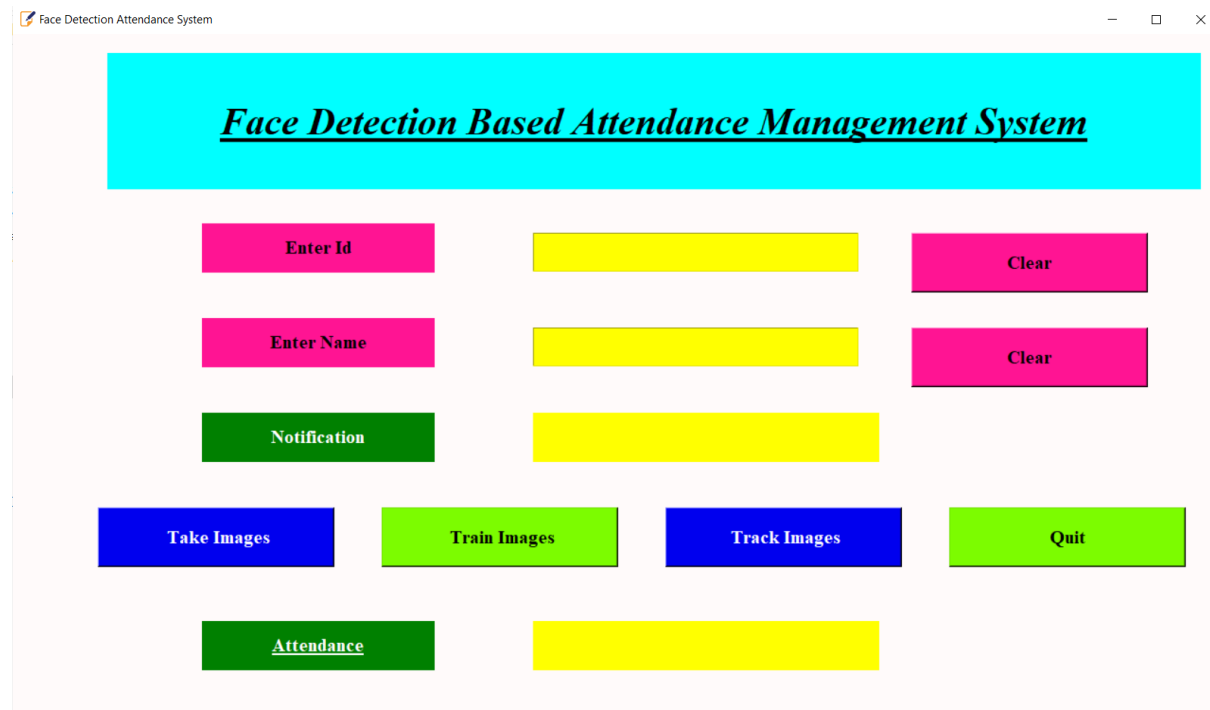 Face Detection Attendance System
Face Detection Based Attendance Management System
Enter Id
Clear
Enter Name
Clear
Notification
Take Images
Train Images
Track Images
Quit
Attendance